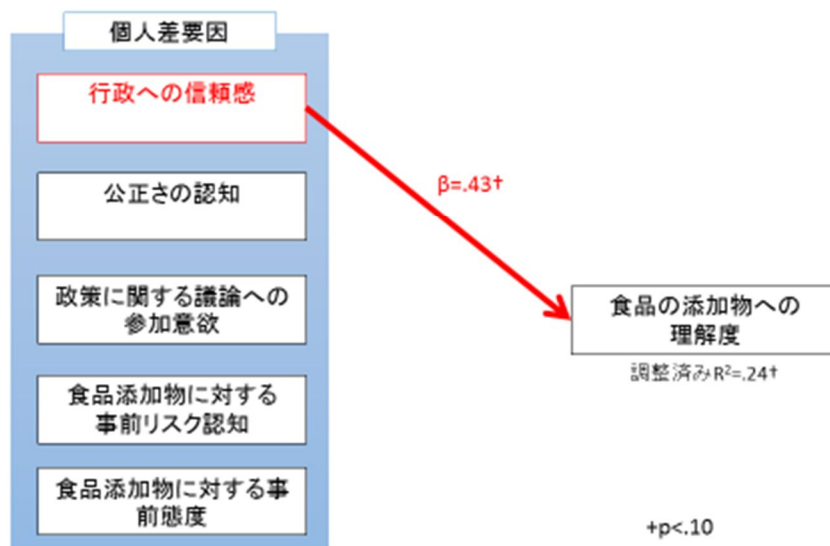 個人差要因
行政への信頼感
公正さの認知
政策に関する議論への
参加意欲
食品添加物に対する
事前リスク認知
食品添加物に対する事
前態度
β=.43†
食品の添加物への
理解度
調整済みR²=.24†
+p<.10